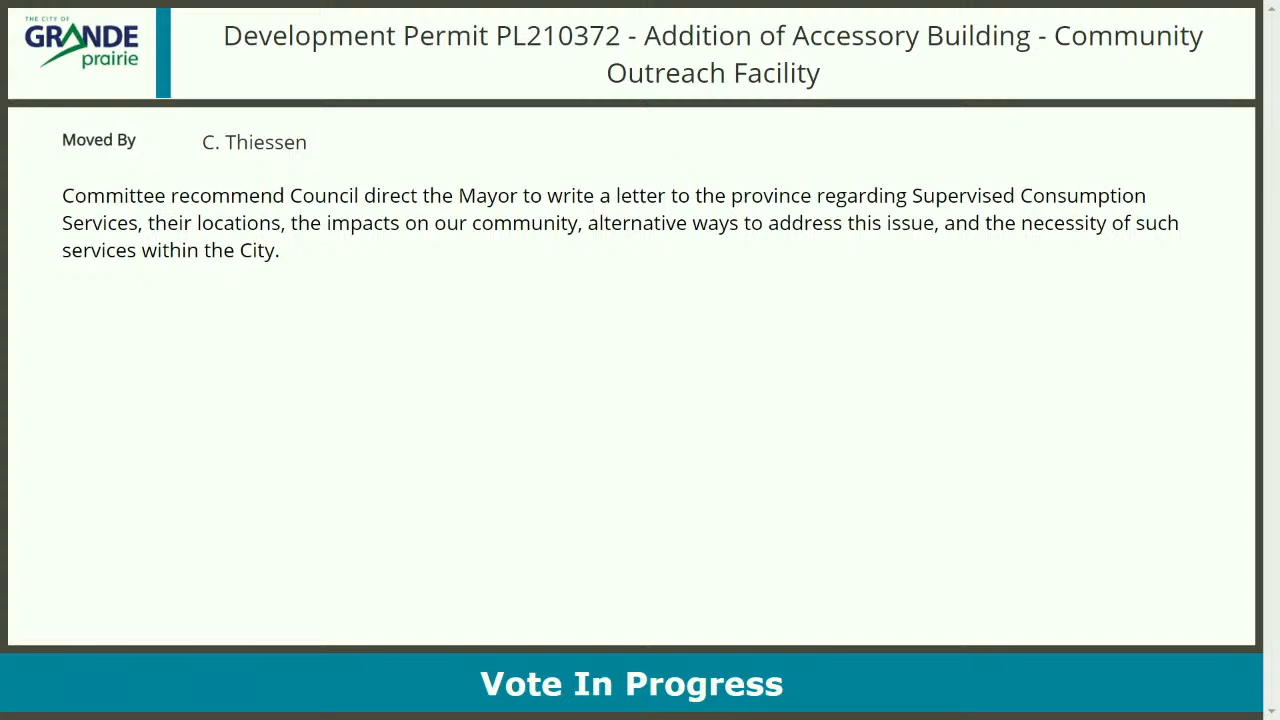 THE CITY OF
GRANDE
prairie
Development Permit PL210372 - Addition of Accessory Building - Community
Outreach Facility
Moved By C. Thiessen
Committee recommend Council direct the Mayor to write a letter to the province regarding Supervised Consumption
Services, their locations, the impacts on our community, alternative ways to address this issue, and the necessity of such
services within the City.
Vote In Progress